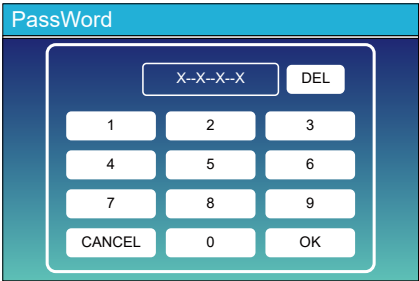 PassWord
X--X--X--X DEL
1 2 3
4 5 6
7 8 9
CANCEL 0 OK